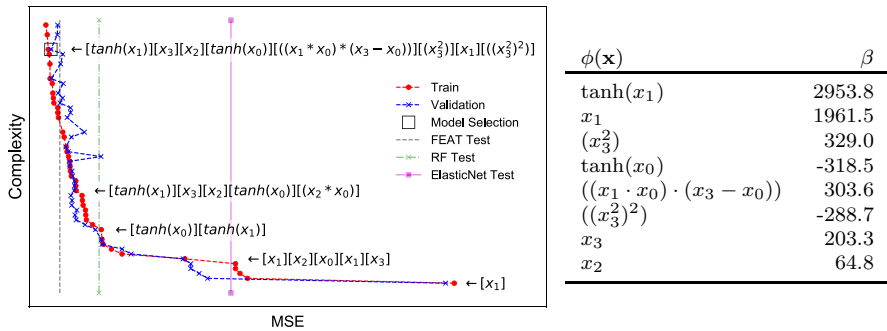 ← [tanh(x₁)][x₃][x₂][tanh(x₀)][((x₁ * x₀) * (x₃ − x₀))][(x₃²)][x₁][((x₃²)²)]
Train
Validation
Model Selection
FEAT Test
RF Test
ElasticNet Test
Complexity
← [tanh(x₁)][x₃][x₂][tanh(x₀)][(x₂ * x₀)]
← [tanh(x₀)][tanh(x₁)]
← [x₁][x₂][x₀][x₁][x₃]
← [x₁]
MSE
ϕ(x) β
tanh(x₁) 2953.8
x₁ 1961.5
(x₃²) 329.0
tanh(x₀) -318.5
((x₁ · x₀) · (x₃ − x₀)) 303.6
((x₃²)²) -288.7
x₃ 203.3
x₂ 64.8